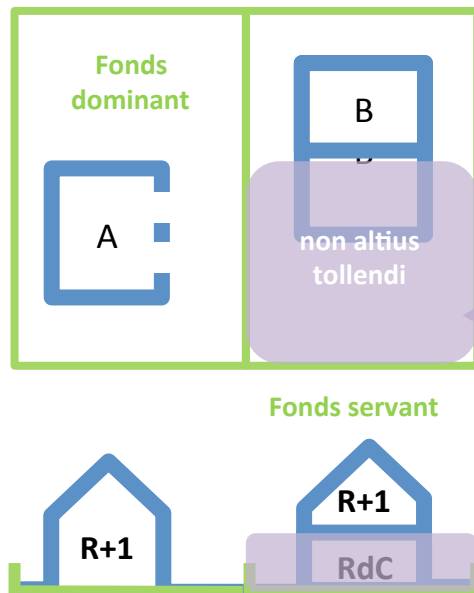 Fonds
dominant
B
A
non altius
tollendi
Fonds servant
R+1
R+1
RdC